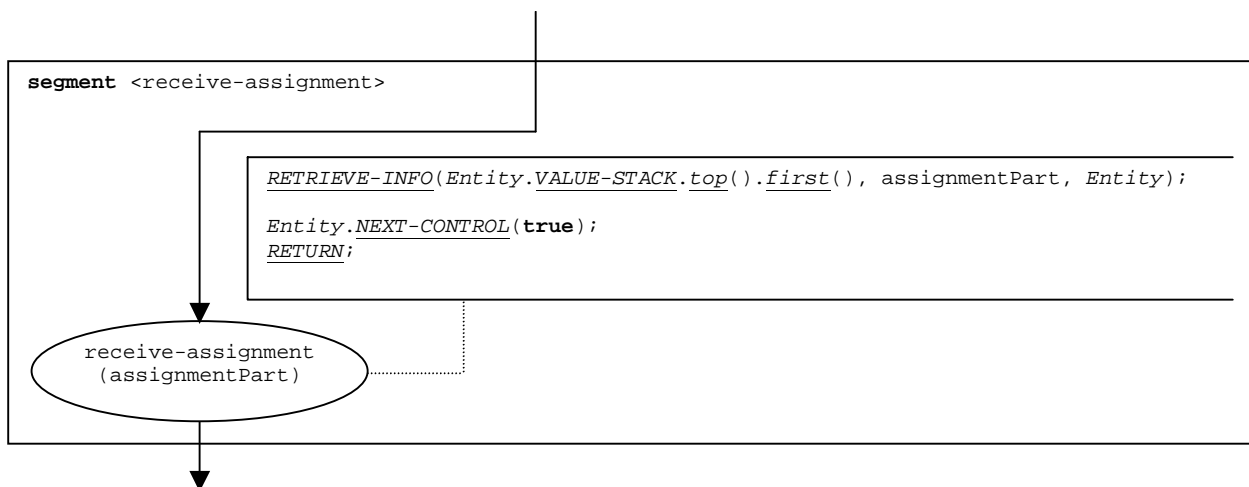 segment <receive-assignment>
RETRIEVE-INFO(Entity.VALUE-STACK.top().first(), assignmentPart, Entity);
Entity.NEXT-CONTROL(true);
RETURN;
receive-assignment
(assignmentPart)